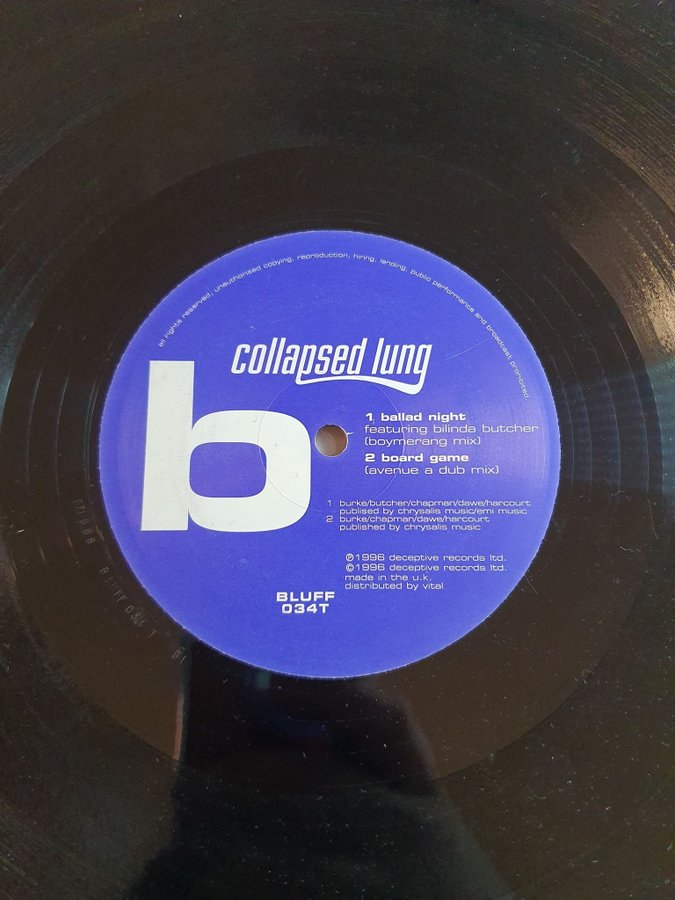 all rights reserved, unauthorised copying, reproduction, hiring, lending, public performance and broadcast prohibited
collapsed lung
b
1 ballad night
featuring bilinda butcher
(boymerang mix)
2 board game
(avenue a dub mix)
1 burke/butcher/chapman/dawe/harcourt
publised by chrysalis music/emi music
2 burke/chapman/dawe/harcourt
published by chrysalis music
℗1996 deceptive records ltd.
©1996 deceptive records ltd.
made in the u.k.
distributed by vital
BLUFF
034T
BLUFF 034 T